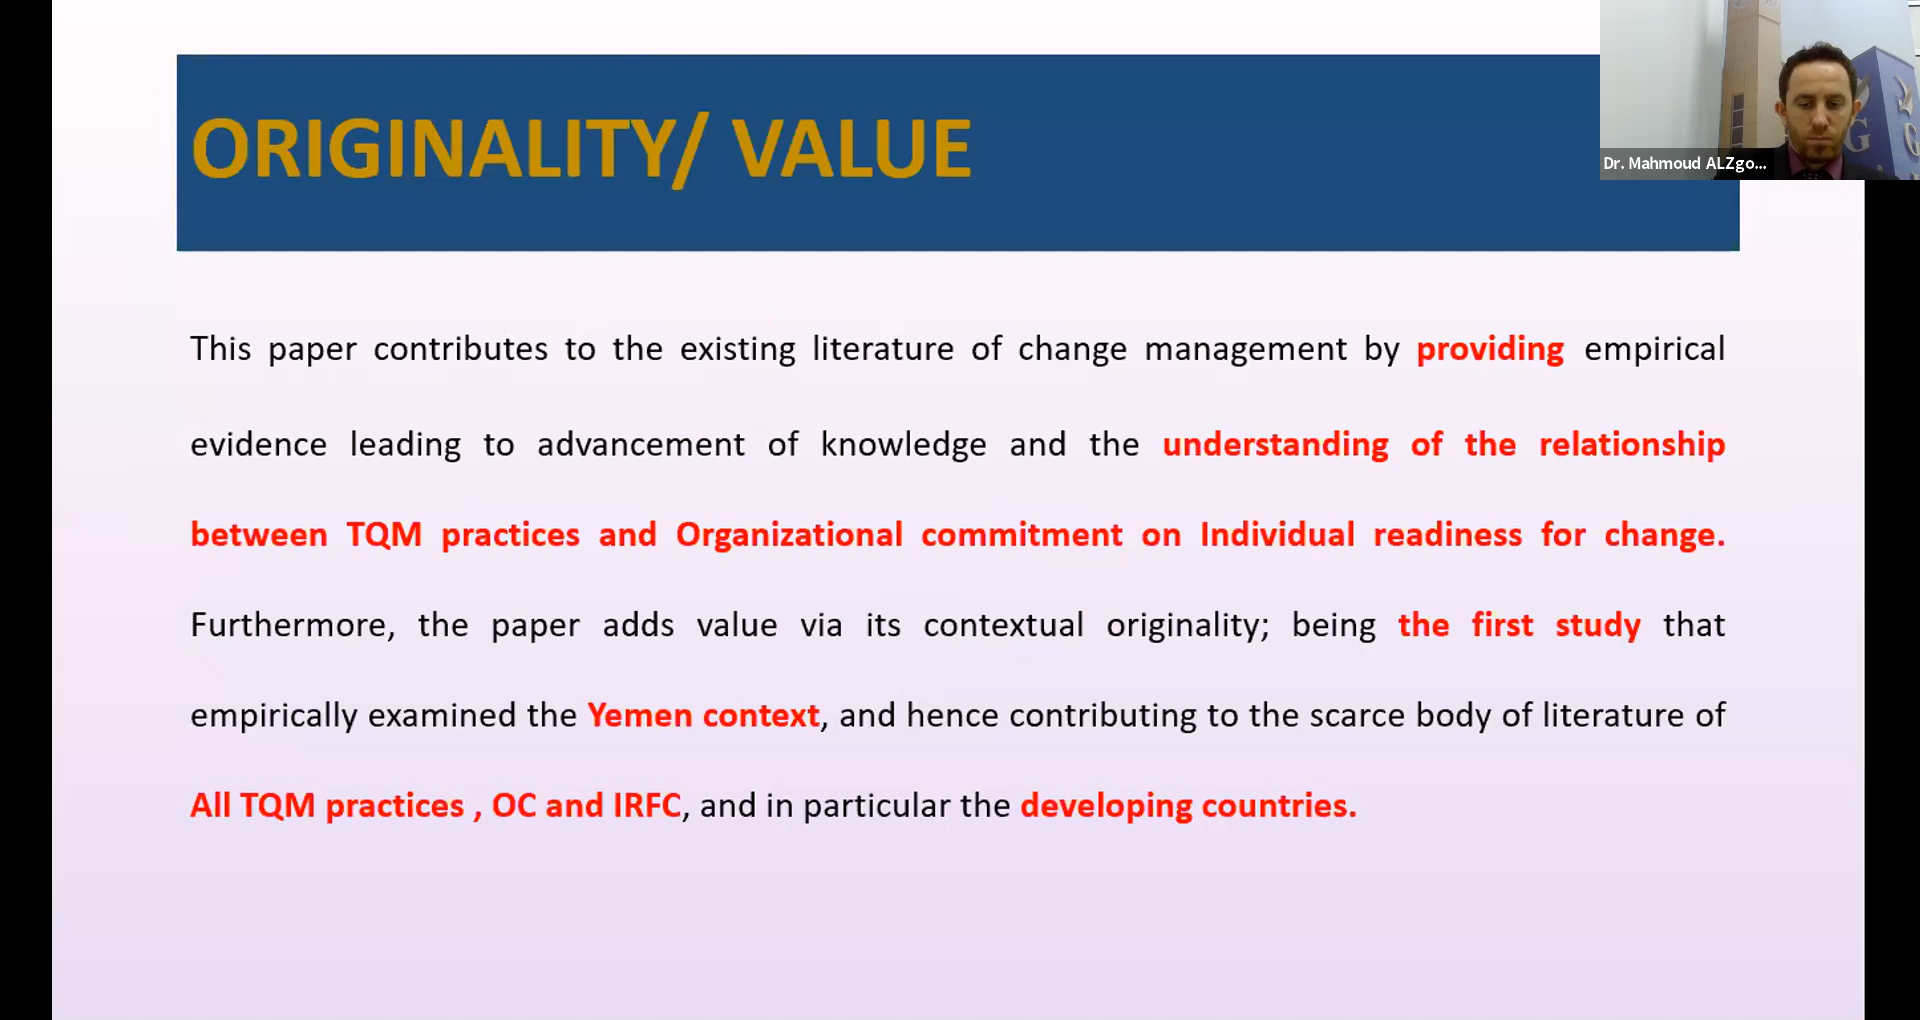 ORIGINALITY/ VALUE
Dr. Mahmoud ALZgo...
This paper contributes to the existing literature of change management by providing empirical
evidence leading to advancement of knowledge and the understanding of the relationship
between TQM practices and Organizational commitment on Individual readiness for change.
Furthermore, the paper adds value via its contextual originality; being the first study that
empirically examined the Yemen context, and hence contributing to the scarce body of literature of
All TQM practices , OC and IRFC, and in particular the developing countries.